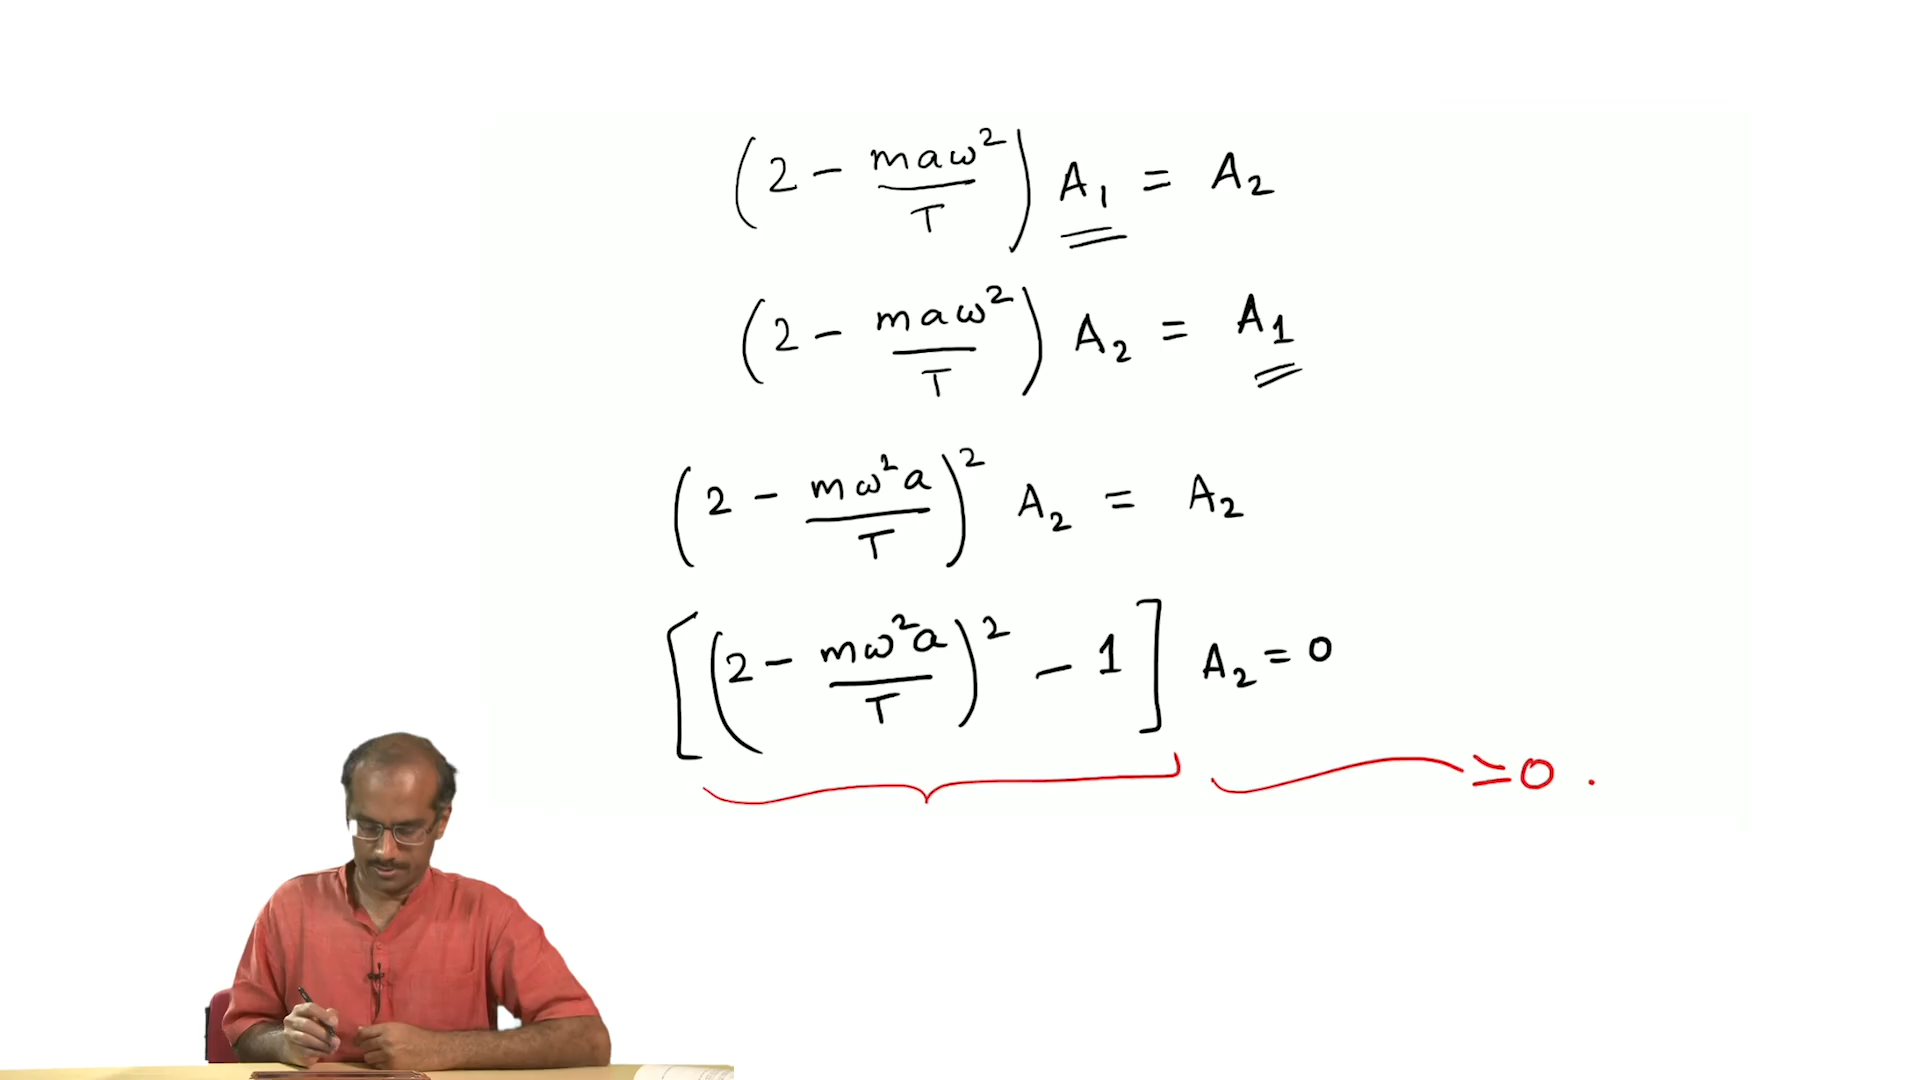 (2 - maω²/T) A₁ = A₂
(2 - maω²/T) A₂ = A₁
(2 - mω²a/T)² A₂ = A₂
[(2 - mω²a/T)² - 1] A₂ = 0
= 0 .